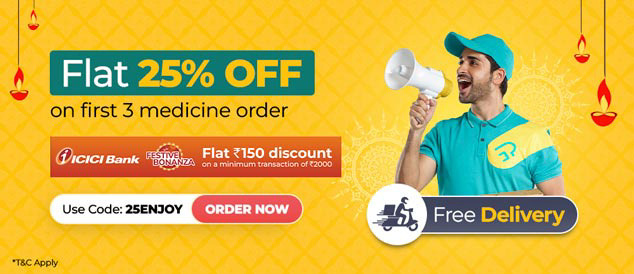 Flat 25% OFF
on first 3 medicine order
ICICI Bank FESTIVE BONANZA Flat ₹150 discount
on a minimum transaction of ₹2000
Use Code: 25ENJOY ORDER NOW
Free Delivery
*T&C Apply